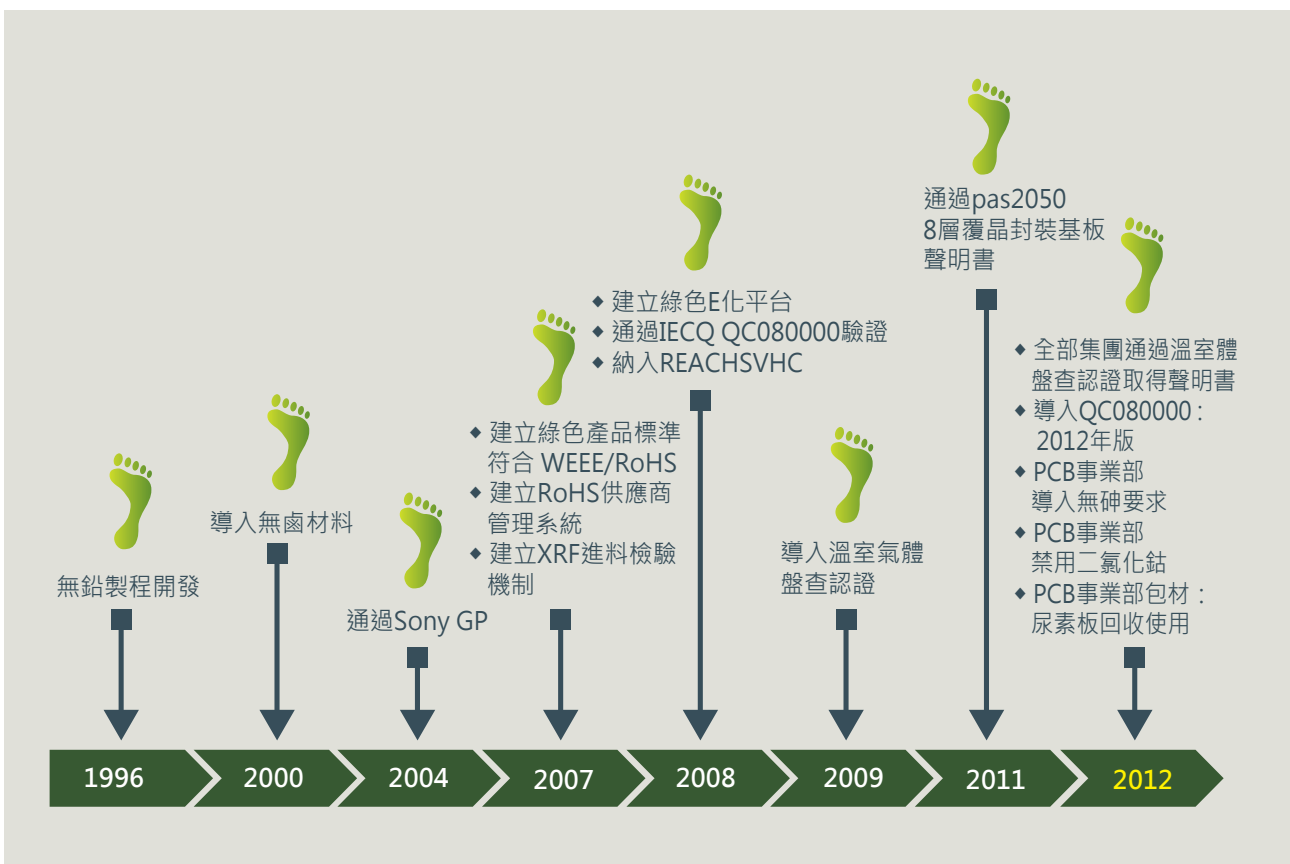 無鉛製程開發
導入無鹵材料
通過Sony GP
◆ 建立綠色產品標準
符合 WEEE/RoHS
◆ 建立RoHS供應商
管理系統
◆ 建立XRF進料檢驗
機制
◆ 建立綠色E化平台
◆ 通過IECQ QC080000驗證
◆ 納入REACHSVHC
導入溫室氣體
盤查認證
通過pas2050
8層覆晶封裝基板
聲明書
◆ 全部集團通過溫室體
盤查認證取得聲明書
◆ 導入QC080000：
2012年版
◆ PCB事業部
導入無砷要求
◆ PCB事業部
禁用二氯化鈷
◆ PCB事業部包材：
尿素板回收使用
1996
2000
2004
2007
2008
2009
2011
2012